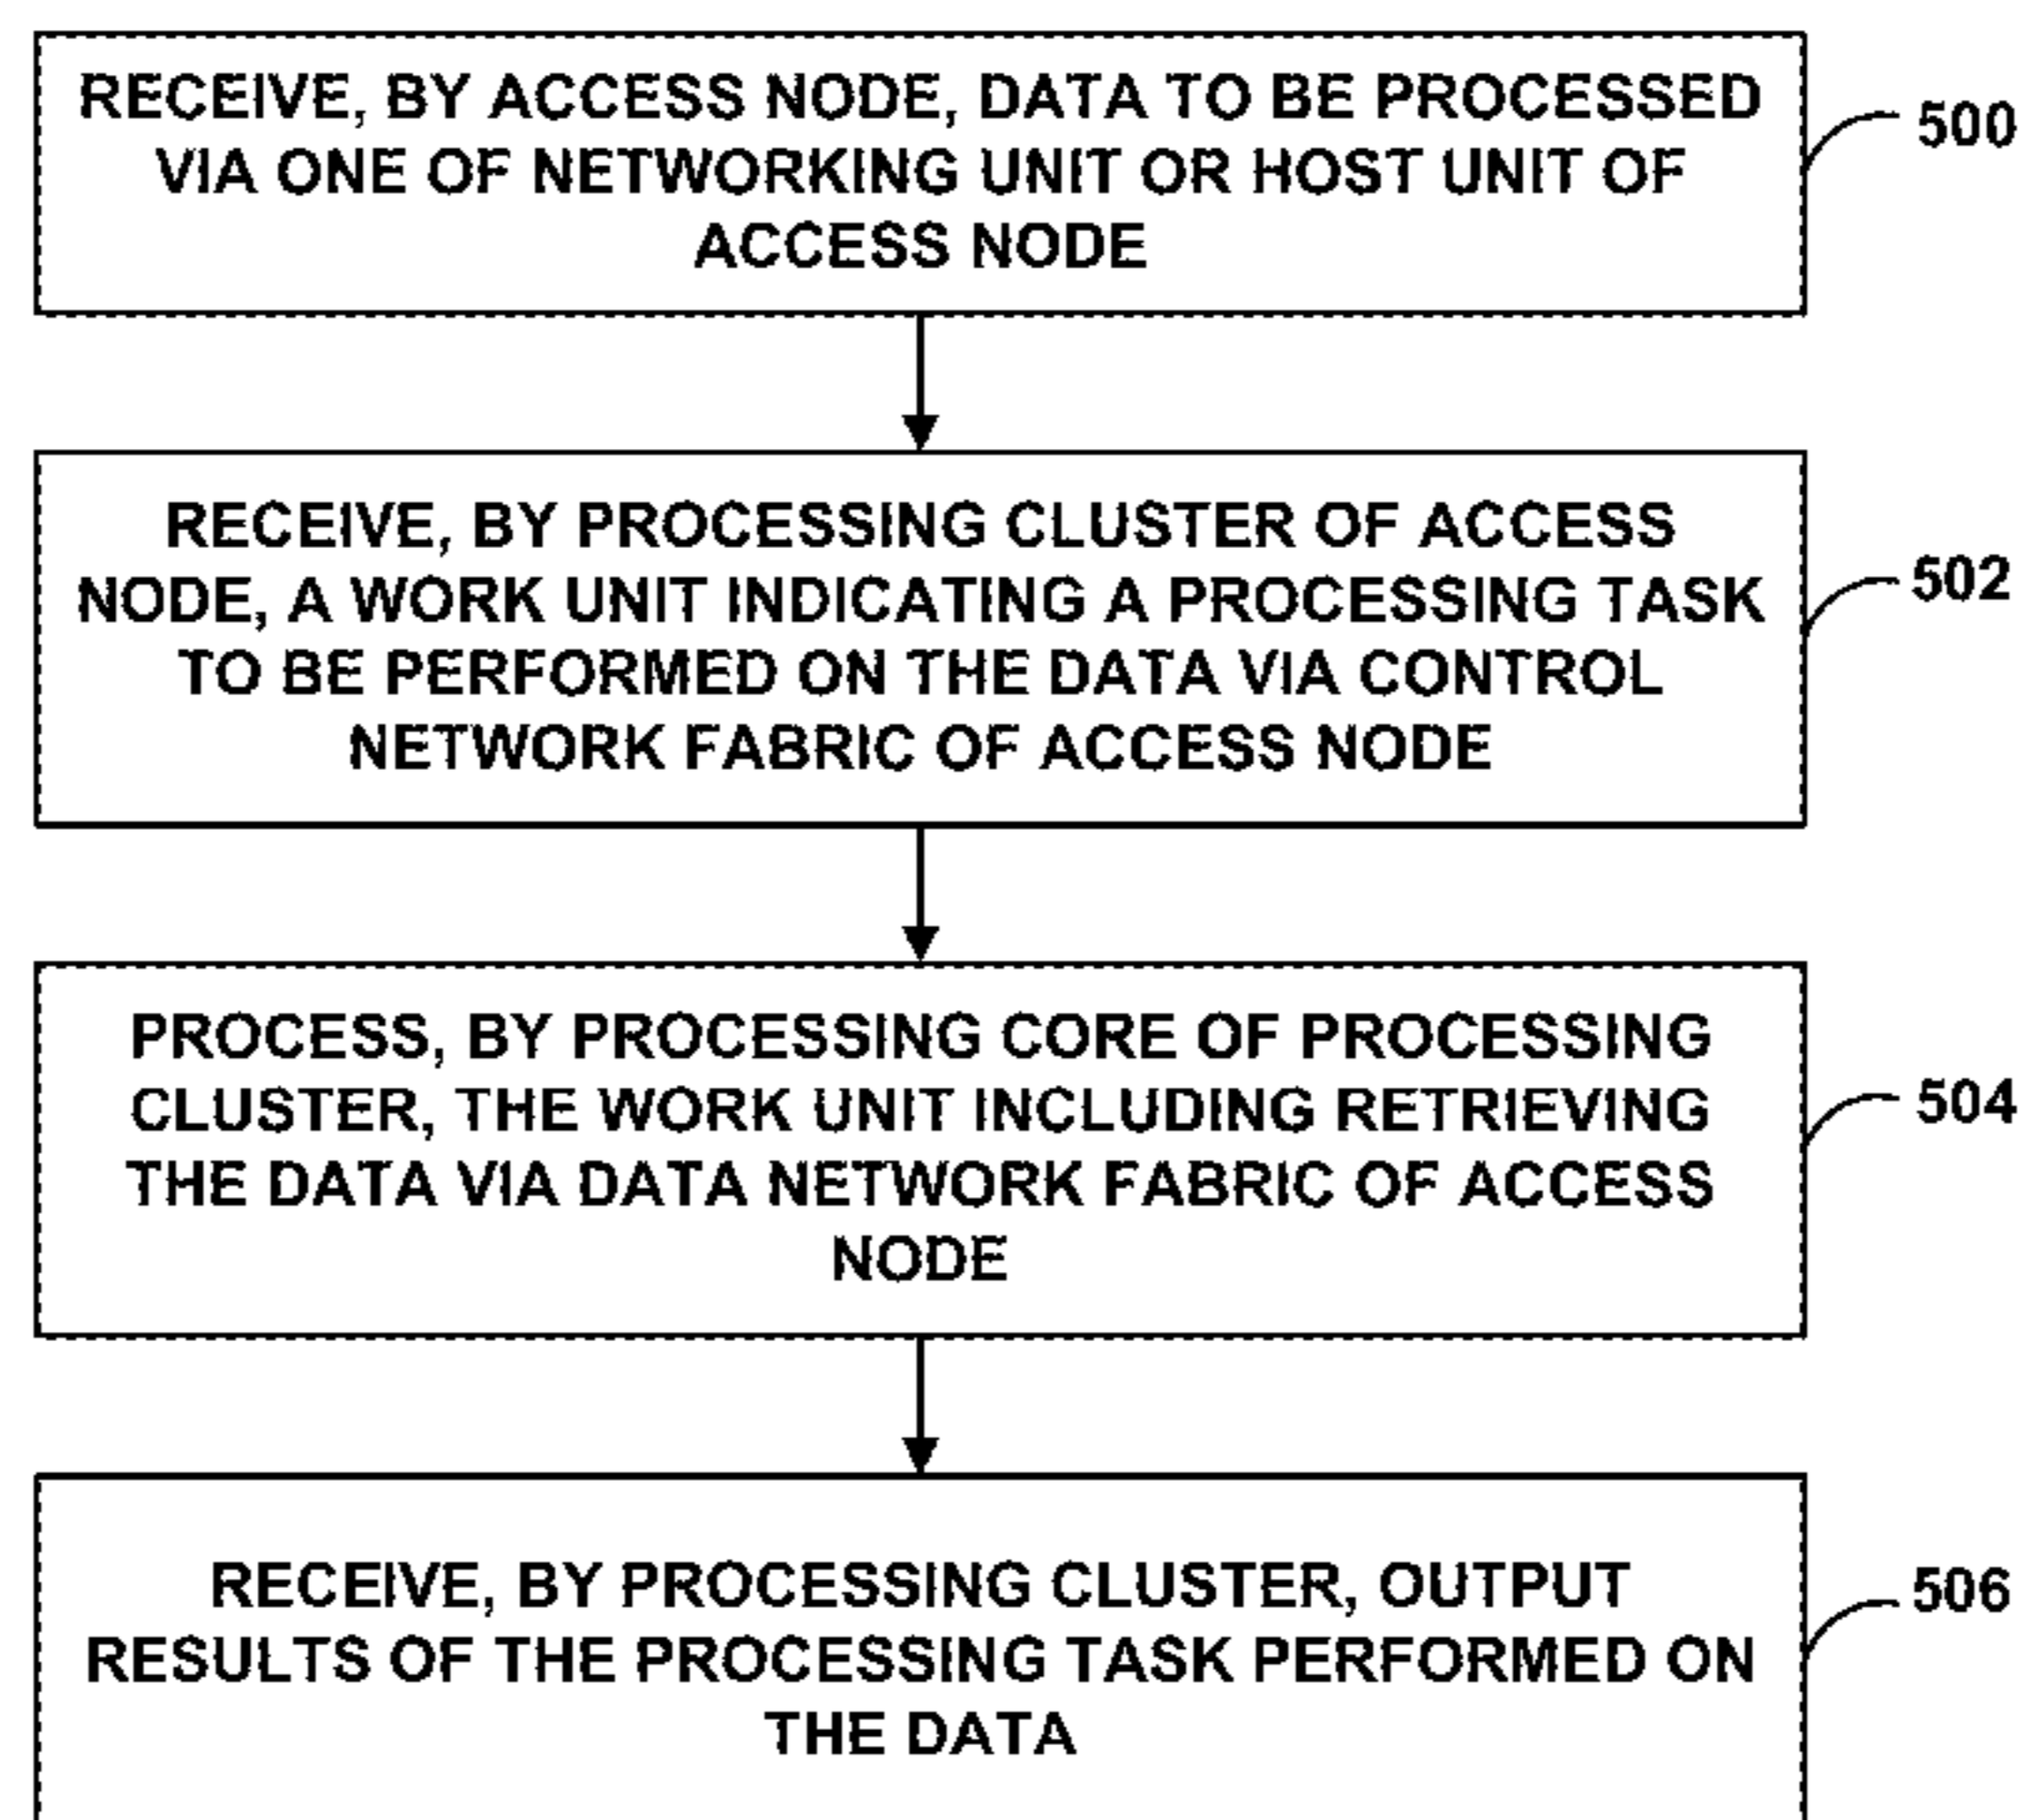 RECEIVE, BY ACCESS NODE, DATA TO BE PROCESSED
VIA ONE OF NETWORKING UNIT OR HOST UNIT OF
ACCESS NODE
500
RECEIVE, BY PROCESSING CLUSTER OF ACCESS
NODE, A WORK UNIT INDICATING A PROCESSING TASK
TO BE PERFORMED ON THE DATA VIA CONTROL
NETWORK FABRIC OF ACCESS NODE
502
PROCESS, BY PROCESSING CORE OF PROCESSING
CLUSTER, THE WORK UNIT INCLUDING RETRIEVING
THE DATA VIA DATA NETWORK FABRIC OF ACCESS
NODE
504
RECEIVE, BY PROCESSING CLUSTER, OUTPUT
RESULTS OF THE PROCESSING TASK PERFORMED ON
THE DATA
506